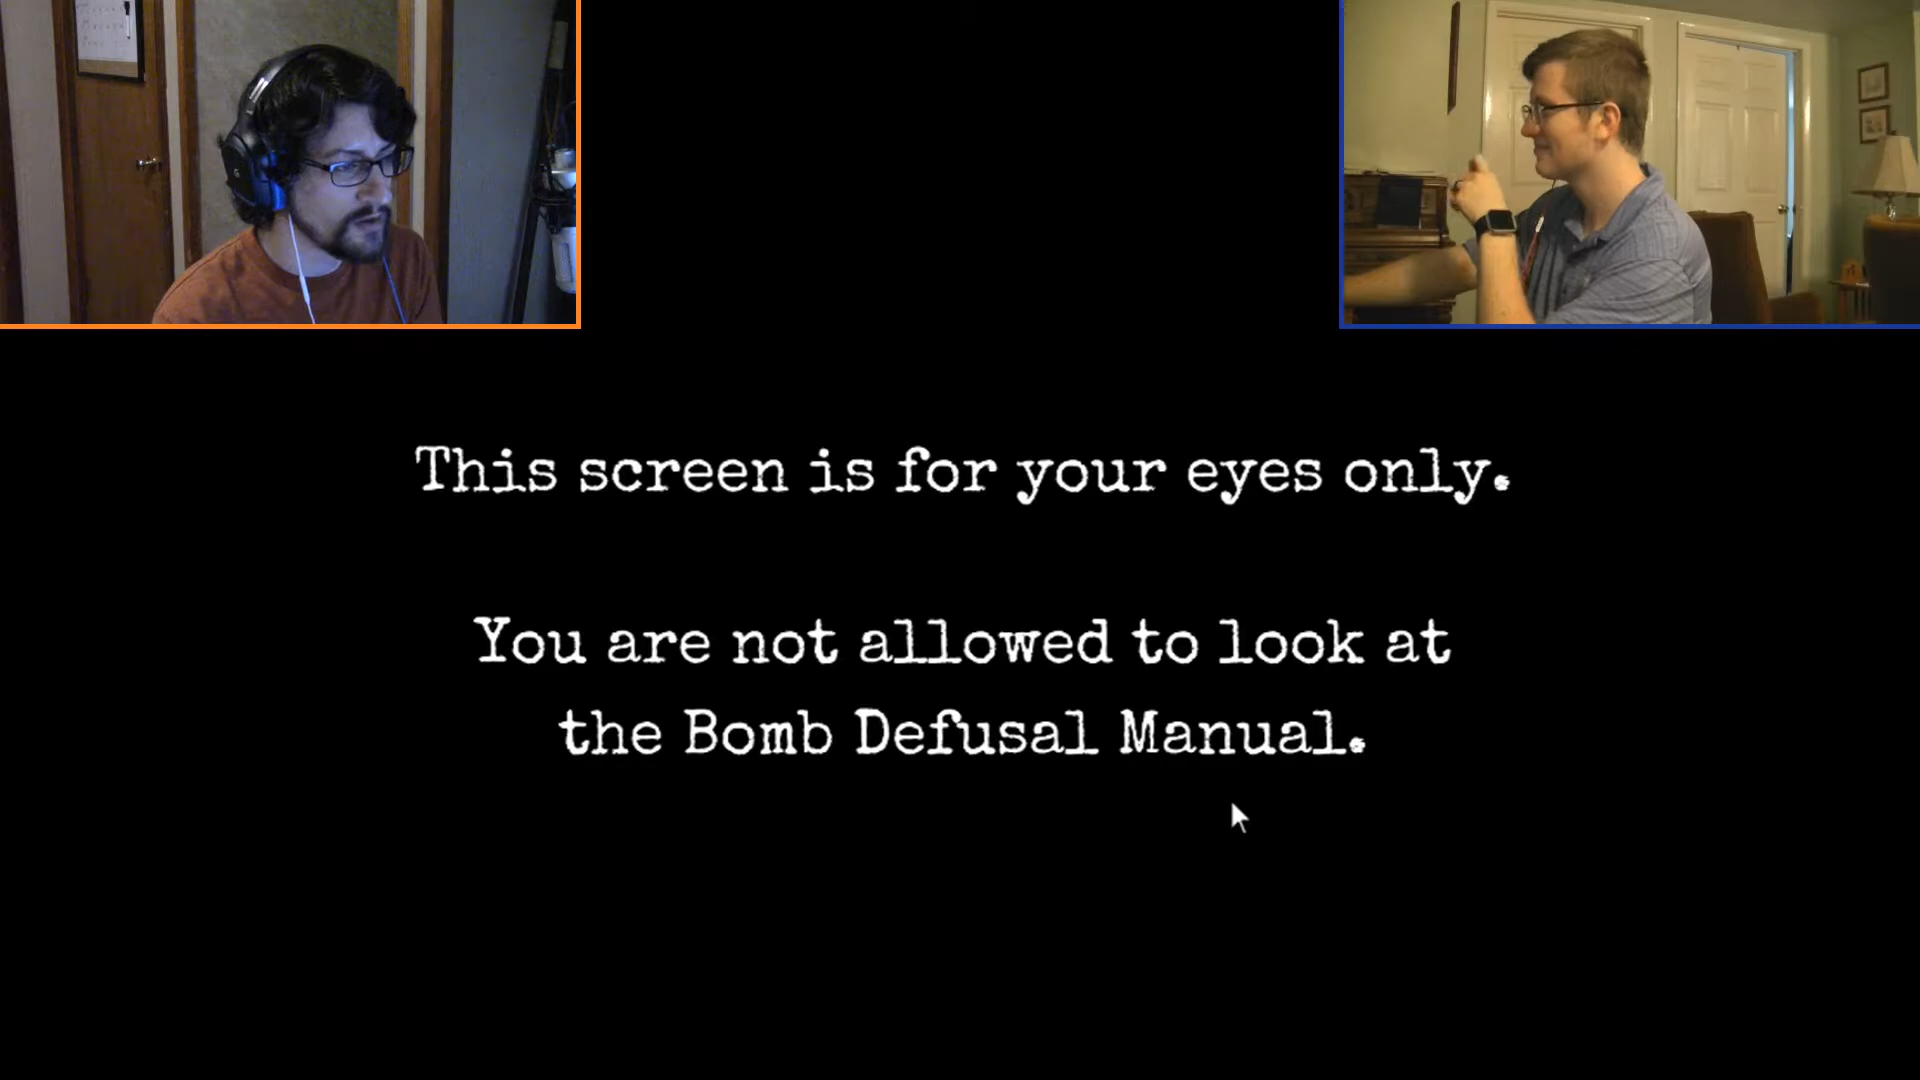 This screen is for your eyes only.
You are not allowed to look at
the Bomb Defusal Manual.